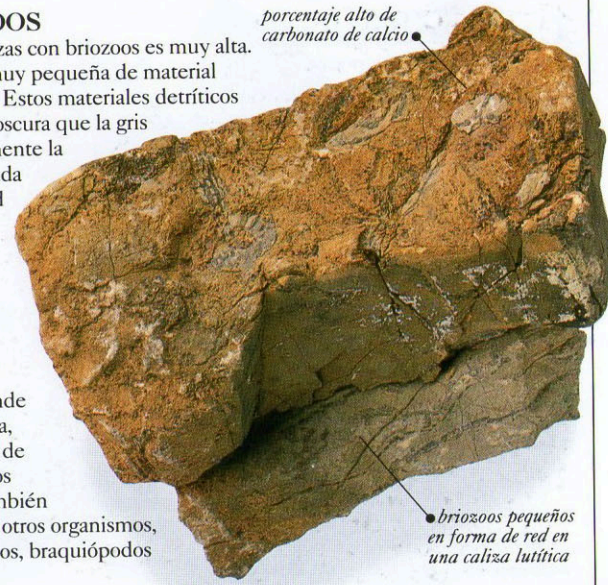 DOS
zas con briozoos es muy alta.
uy pequeña de material
Estos materiales detríticos
oscura que la gris
ente la
da
d
nde
a,
de
os
mbién
otros organismos,
os, braquiópodos
porcentaje alto de
carbonato de calcio
briozoos pequeños
en forma de red en
una caliza lutítica